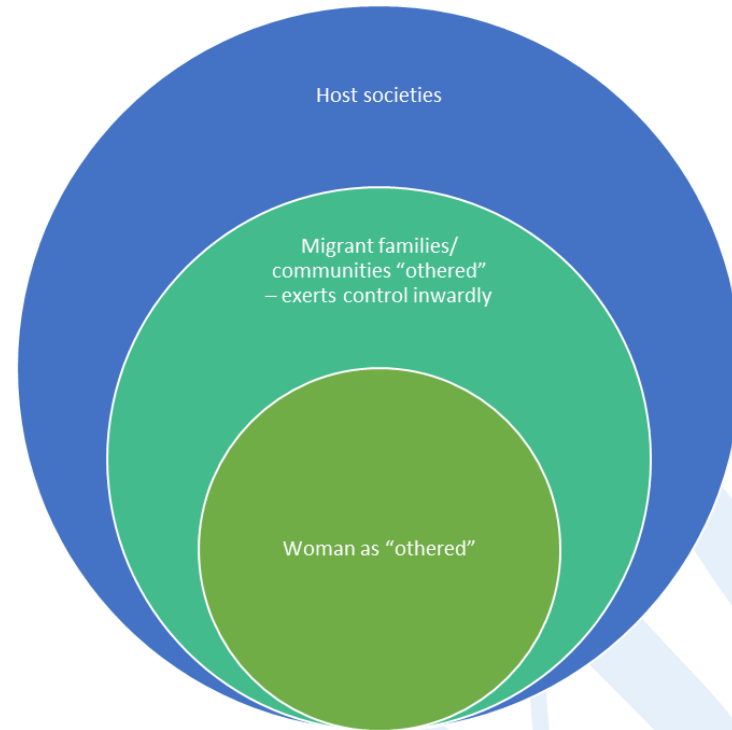 Host societies
Migrant families/
communities “othered”
– exerts control inwardly
Woman as “othered”